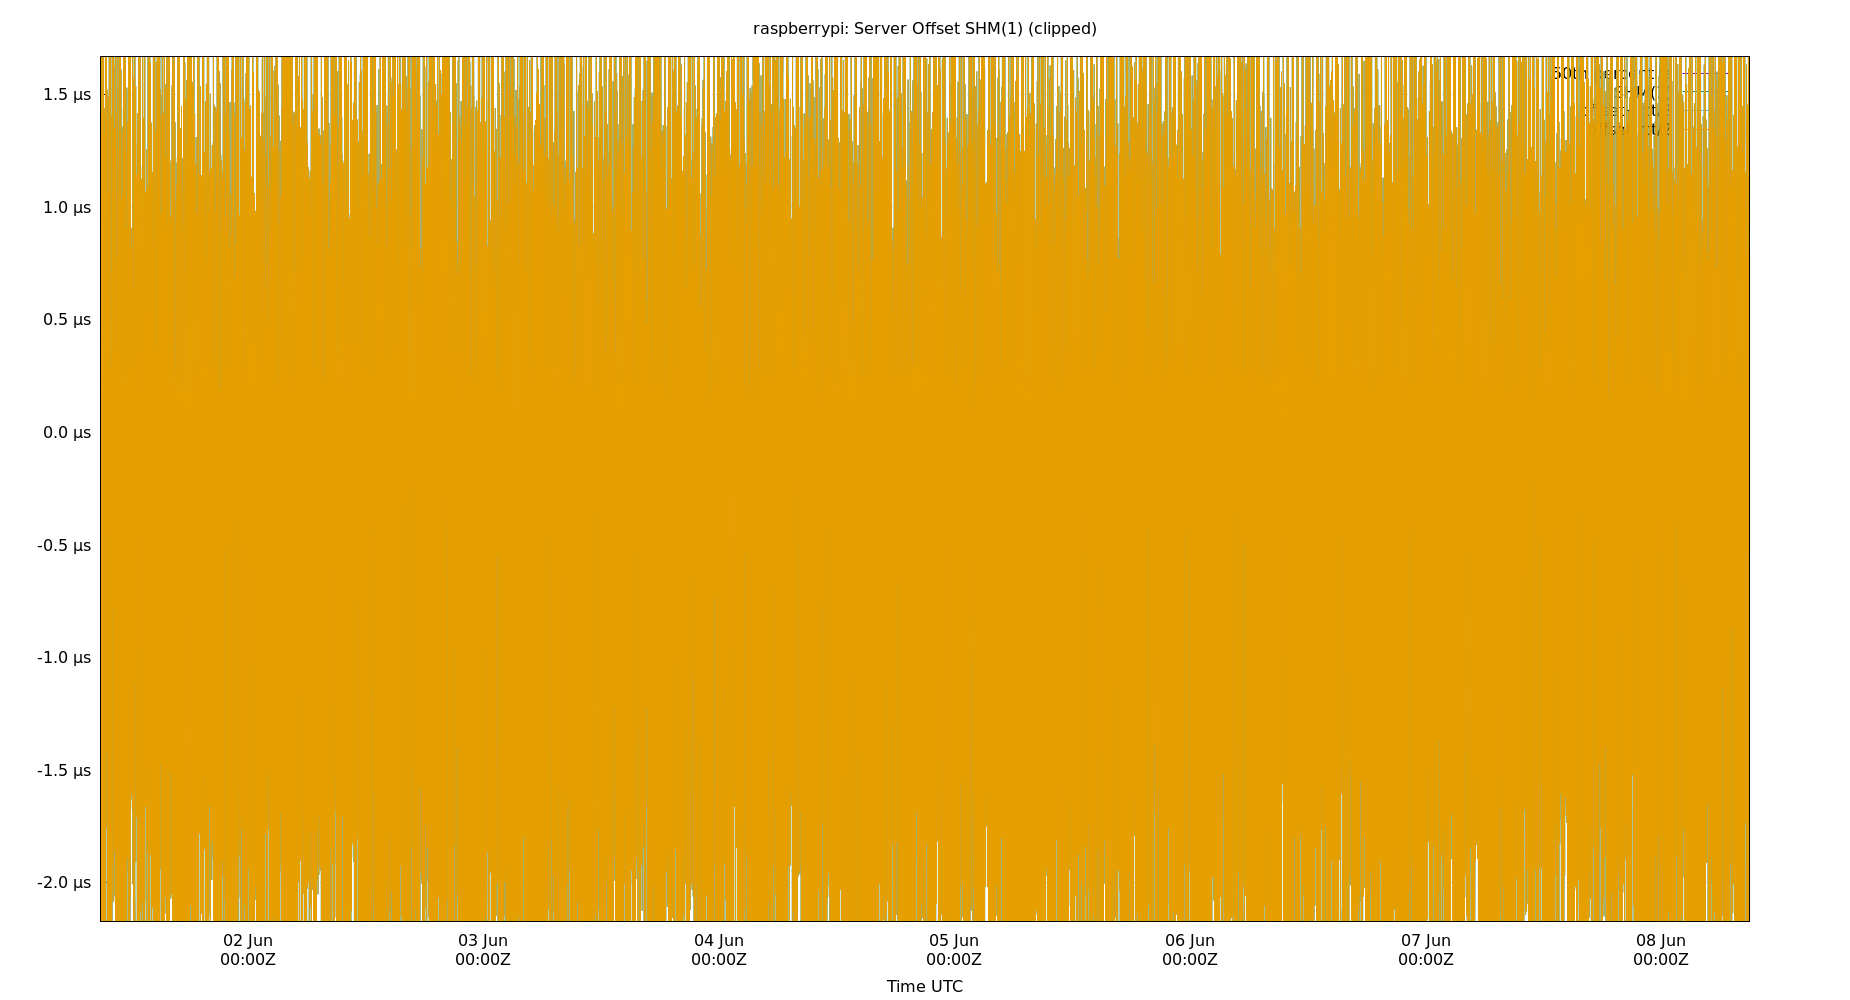 raspberrypi: Server Offset SHM(1) (clipped)
1.5 µs
1.0 µs
0.5 µs
0.0 µs
-0.5 µs
-1.0 µs
-1.5 µs
-2.0 µs
02 Jun 03 Jun 04 Jun 05 Jun 06 Jun 07 Jun 08 Jun
00:00Z 00:00Z 00:00Z 00:00Z 00:00Z 00:00Z 00:00Z
Time UTC